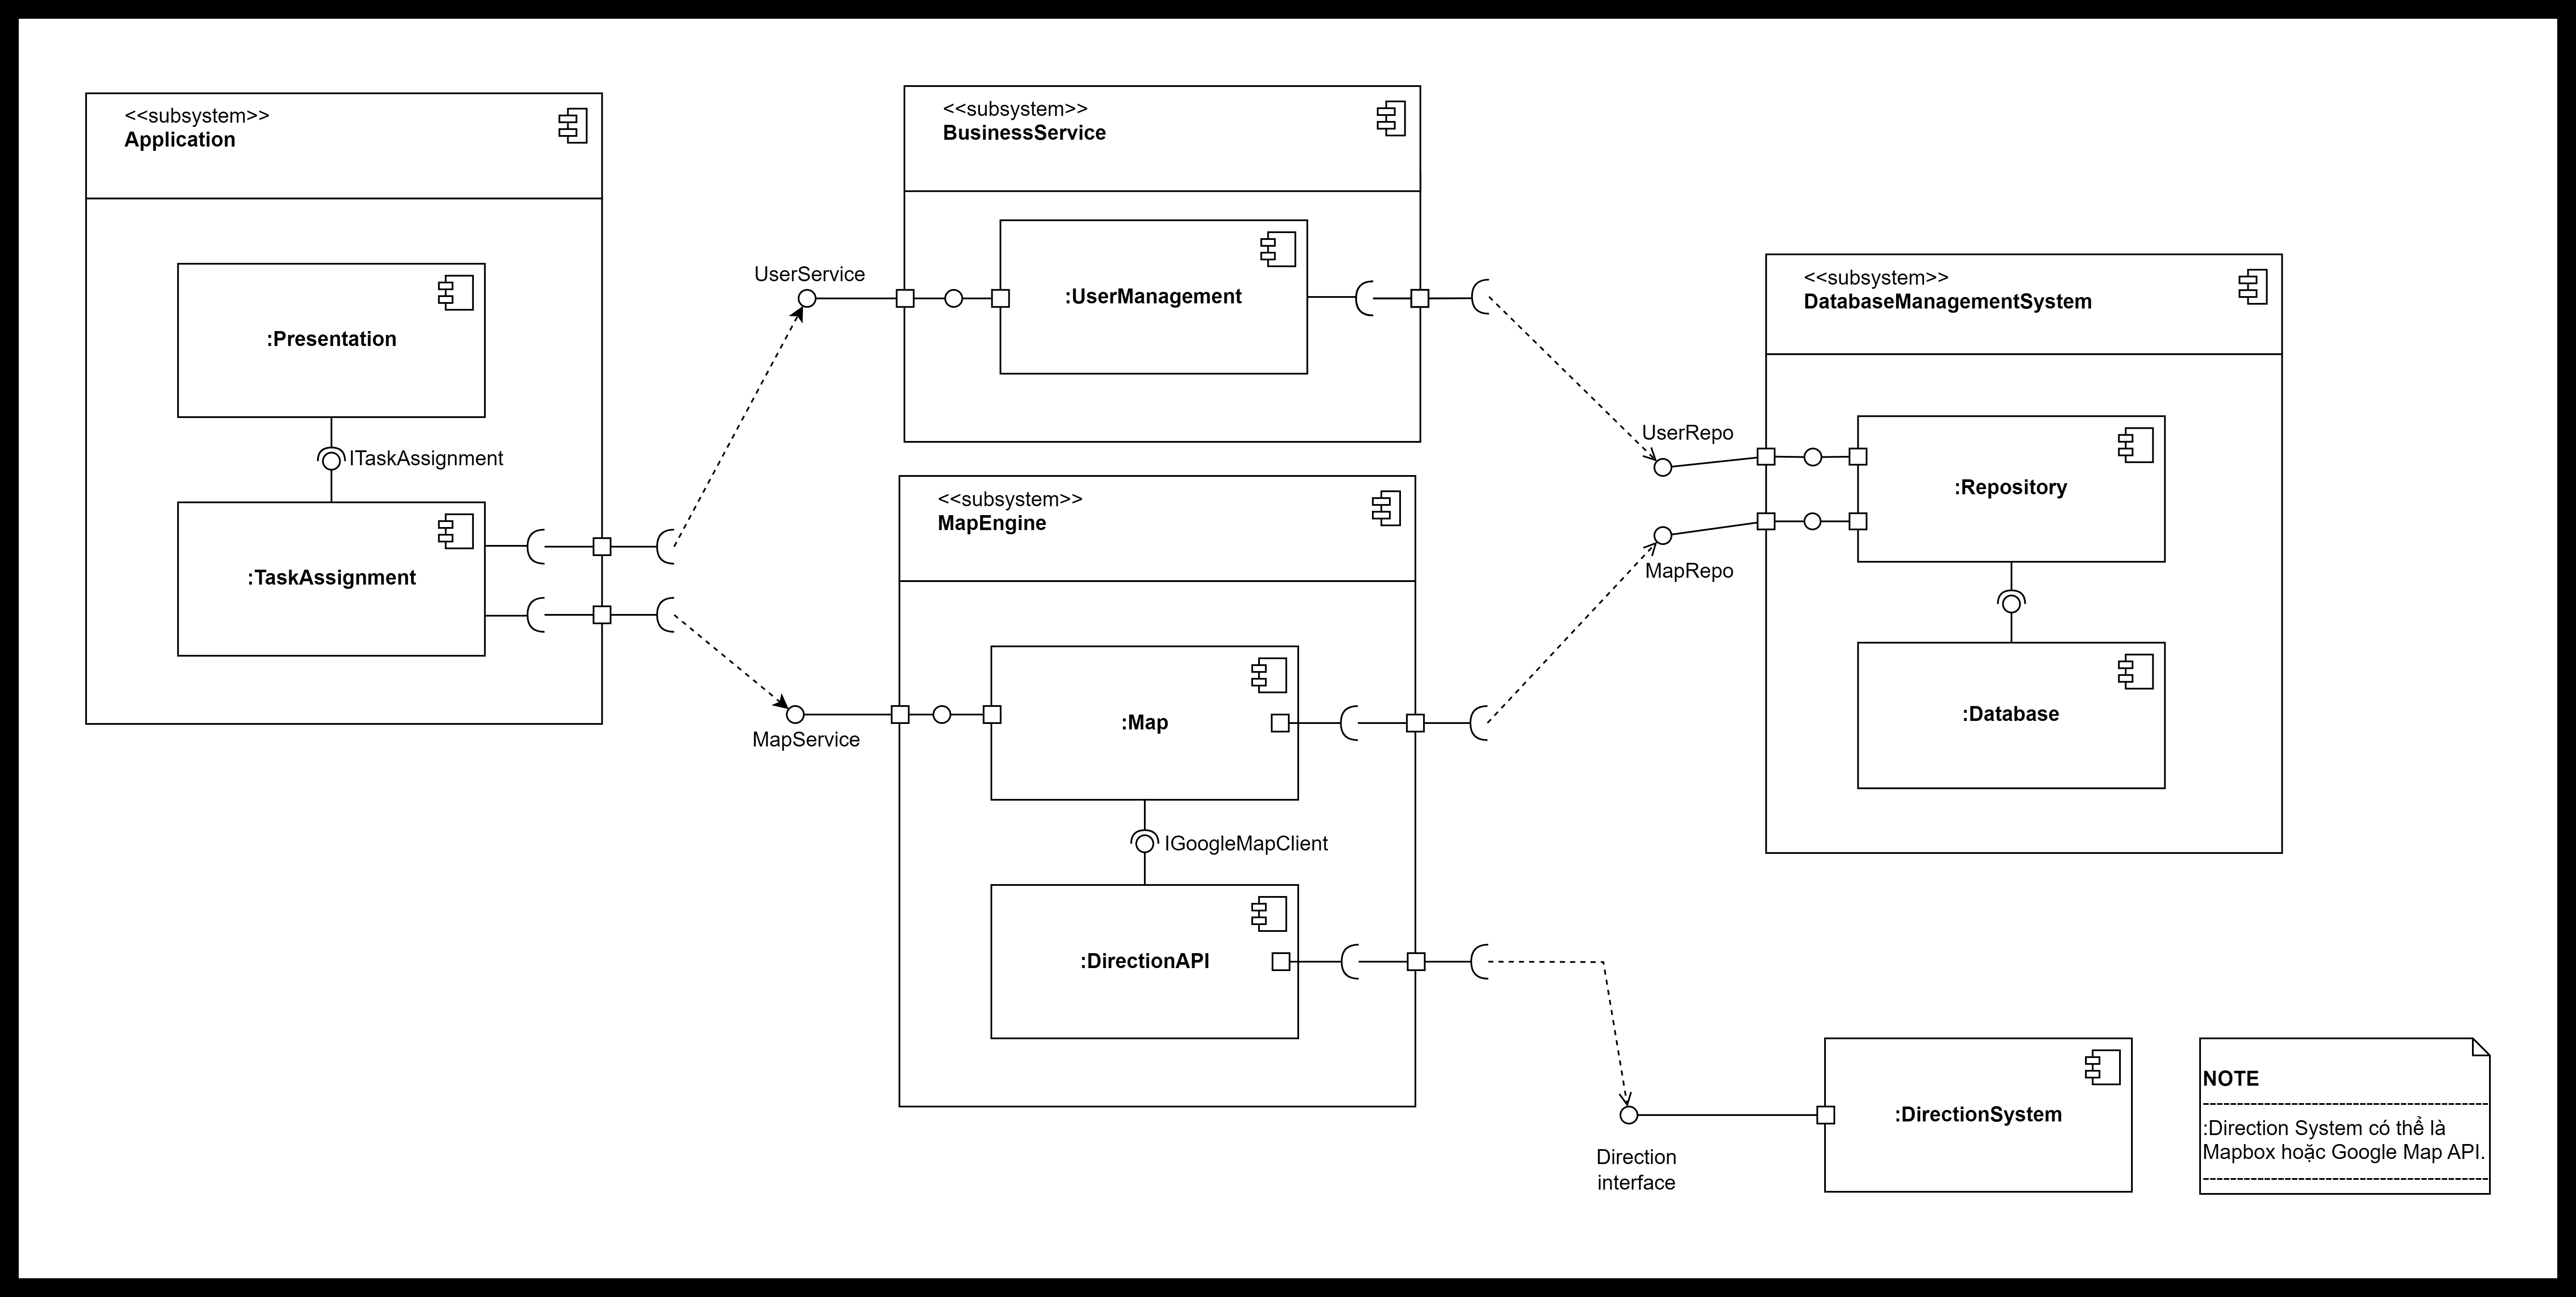 <<subsystem>>
Application
:Presentation
ITaskAssignment
:TaskAssignment
<<subsystem>>
BusinessService
UserService
:UserManagement
<<subsystem>>
MapEngine
MapService
:Map
IGoogleMapClient
:DirectionAPI
<<subsystem>>
DatabaseManagementSystem
UserRepo
MapRepo
:Repository
:Database
Direction
interface
:DirectionSystem
NOTE
:Direction System có thể là
Mapbox hoặc Google Map API.